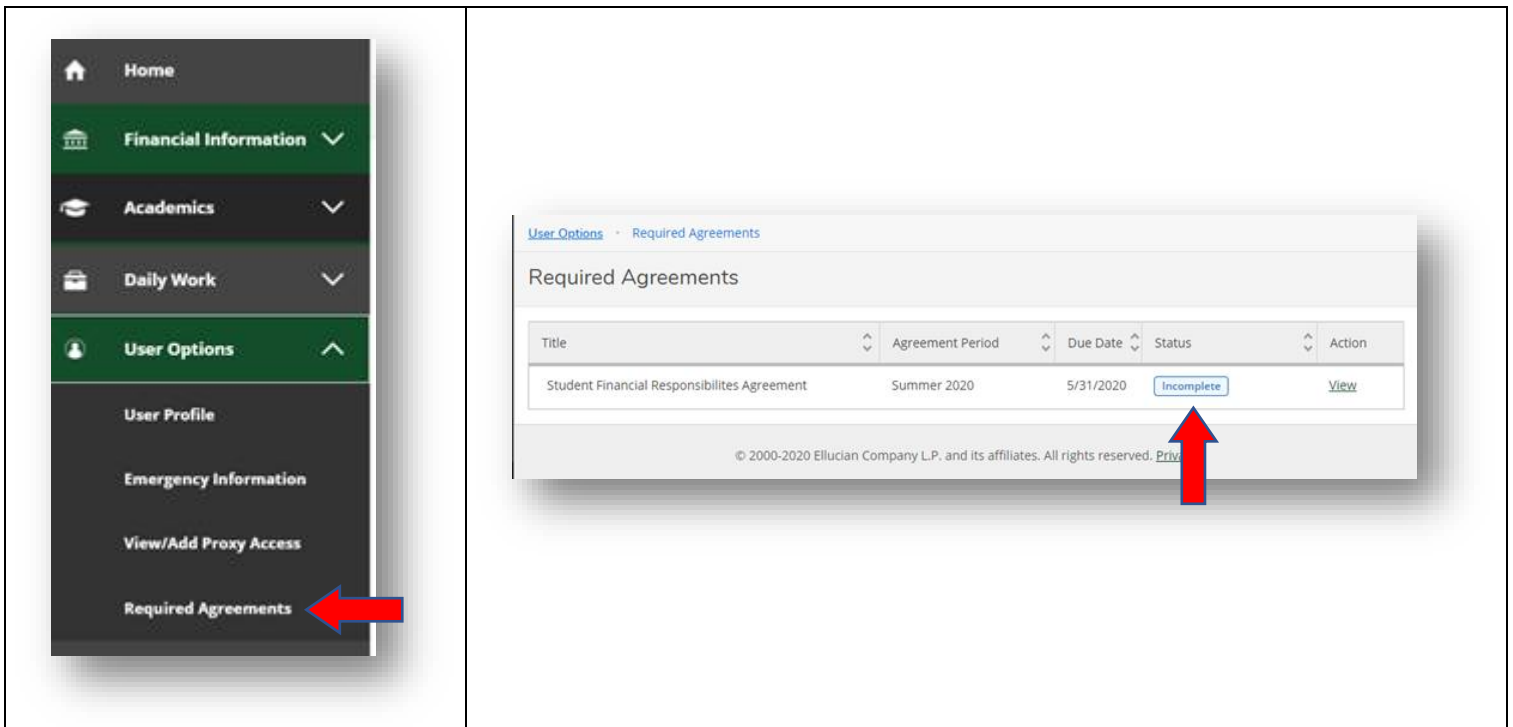 Home
Financial Information
Academics
Daily Work
User Options
User Profile
Emergency Information
View/Add Proxy Access
Required Agreements
User Options · Required Agreements
Required Agreements
Title Agreement Period Due Date Status Action
Student Financial Responsibilites Agreement Summer 2020 5/31/2020 Incomplete View
© 2000-2020 Ellucian Company L.P. and its affiliates. All rights reserved.